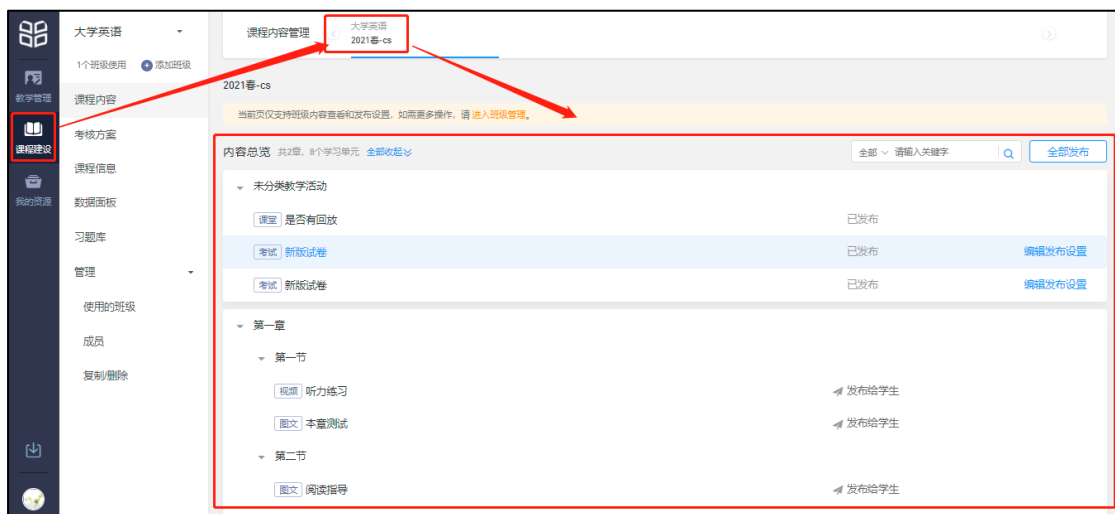 大学英语
1个班级使用 添加班级
教学管理
课程建设
我的资源
课程内容
考核方案
课程信息
数据面板
习题库
管理
使用的班级
成员
复制/删除
课程内容管理
大学英语
2021春-cs
2021春-cs
当前页仅支持班级内容查看和发布设置，如需更多操作，请 进入班级管理。
内容总览 共2章，8个学习单元 全部收起
全部 请输入关键字 全部发布
未分类教学活动
课堂 是否有回放 已发布
考试 新版试卷 已发布 编辑发布设置
考试 新版试卷 已发布 编辑发布设置
第一章
第一节
视频 听力练习 发布给学生
图文 本章测试 发布给学生
第二节
图文 阅读指导 发布给学生